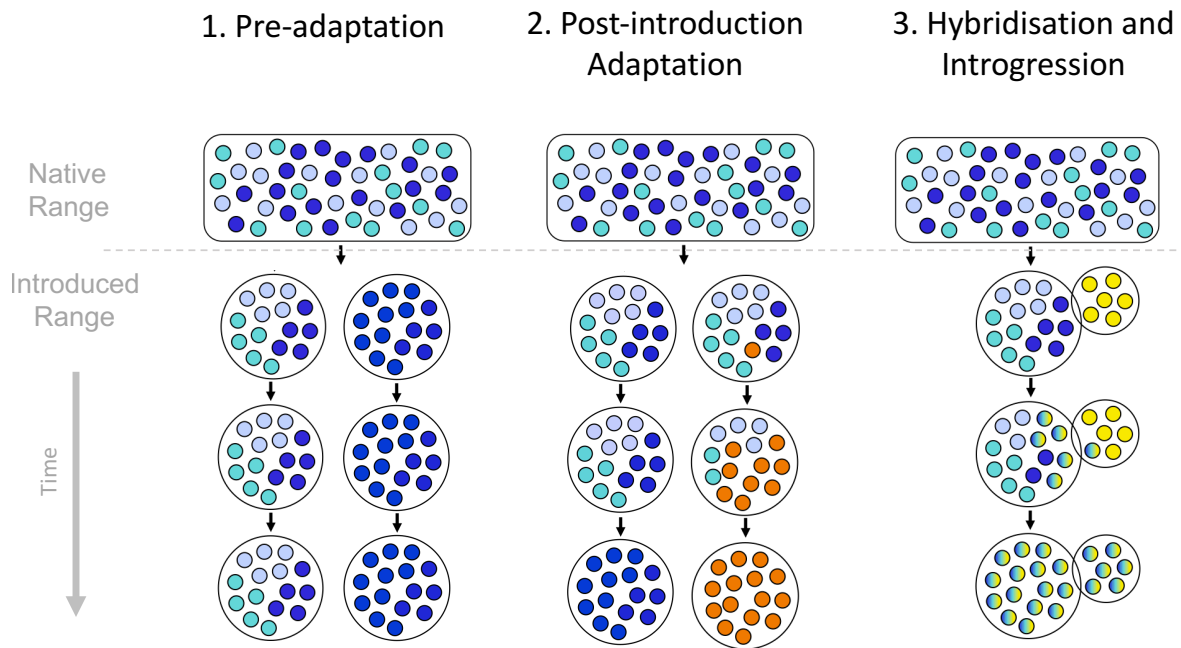 1. Pre-adaptation
2. Post-introduction
Adaptation
3. Hybridisation and
Introgression
Native
Range
Introduced
Range
Time